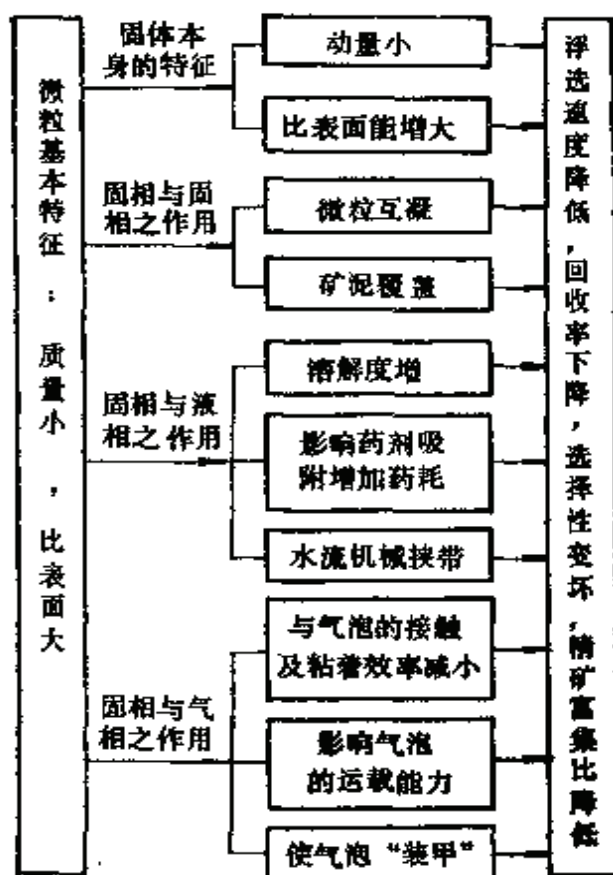 微粒基本特征：质量小，比表面大
固体本
身的特征
动量小
比表面能增大
固相与固
相之作用
微粒互凝
矿泥覆盖
固相与液
相之作用
溶解度增
影响药剂吸
附增加药耗
水流机械挟带
固相与气
相之作用
与气泡的接触
及粘着效率减小
影响气泡
的运载能力
使气泡“装甲”
浮选速度降低，回收率下降，选择性变坏，精矿富集比降低